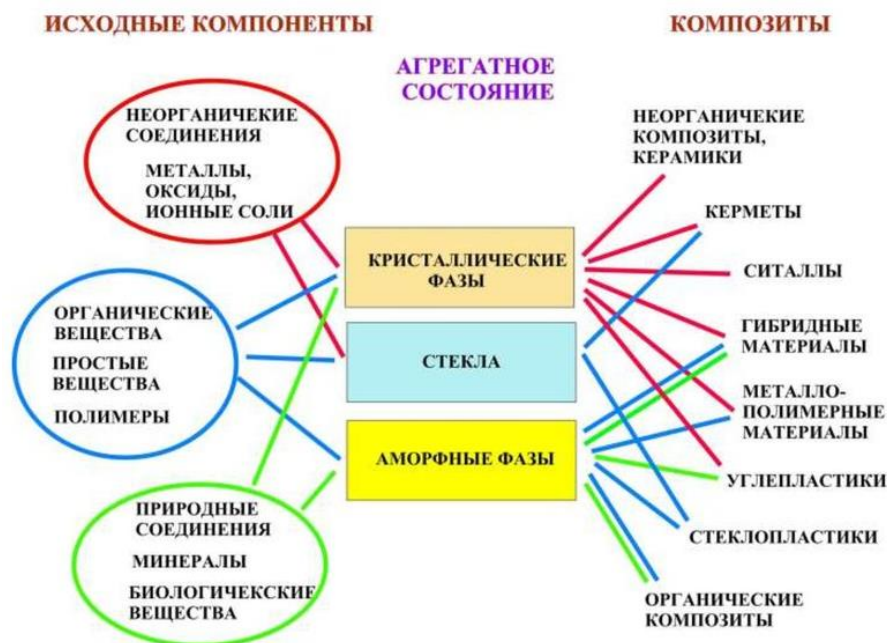 ИСХОДНЫЕ КОМПОНЕНТЫ
КОМПОЗИТЫ
АГРЕГАТНОЕ
СОСТОЯНИЕ
НЕОРГАНИЧЕКИЕ
СОЕДИНЕНИЯ
МЕТАЛЛЫ,
ОКСИДЫ,
ИОННЫЕ СОЛИ
ОРГАНИЧЕСКИЕ
ВЕЩЕСТВА
ПРОСТЫЕ
ВЕЩЕСТВА
ПОЛИМЕРЫ
ПРИРОДНЫЕ
СОЕДИНЕНИЯ
МИНЕРАЛЫ
БИОЛОГИЧЕКСКИЕ
ВЕЩЕСТВА
КРИСТАЛЛИЧЕСКИЕ
ФАЗЫ
СТЕКЛА
АМОРФНЫЕ ФАЗЫ
НЕОРГАНИЧЕКИЕ
КОМПОЗИТЫ,
КЕРАМИКИ
КЕРМЕТЫ
СИТАЛЛЫ
ГИБРИДНЫЕ
МАТЕРИАЛЫ
МЕТАЛЛО-
ПОЛИМЕРНЫЕ
МАТЕРИАЛЫ
УГЛЕПЛАСТИКИ
СТЕКЛОПЛАСТИКИ
ОРГАНИЧЕСКИЕ
КОМПОЗИТЫ